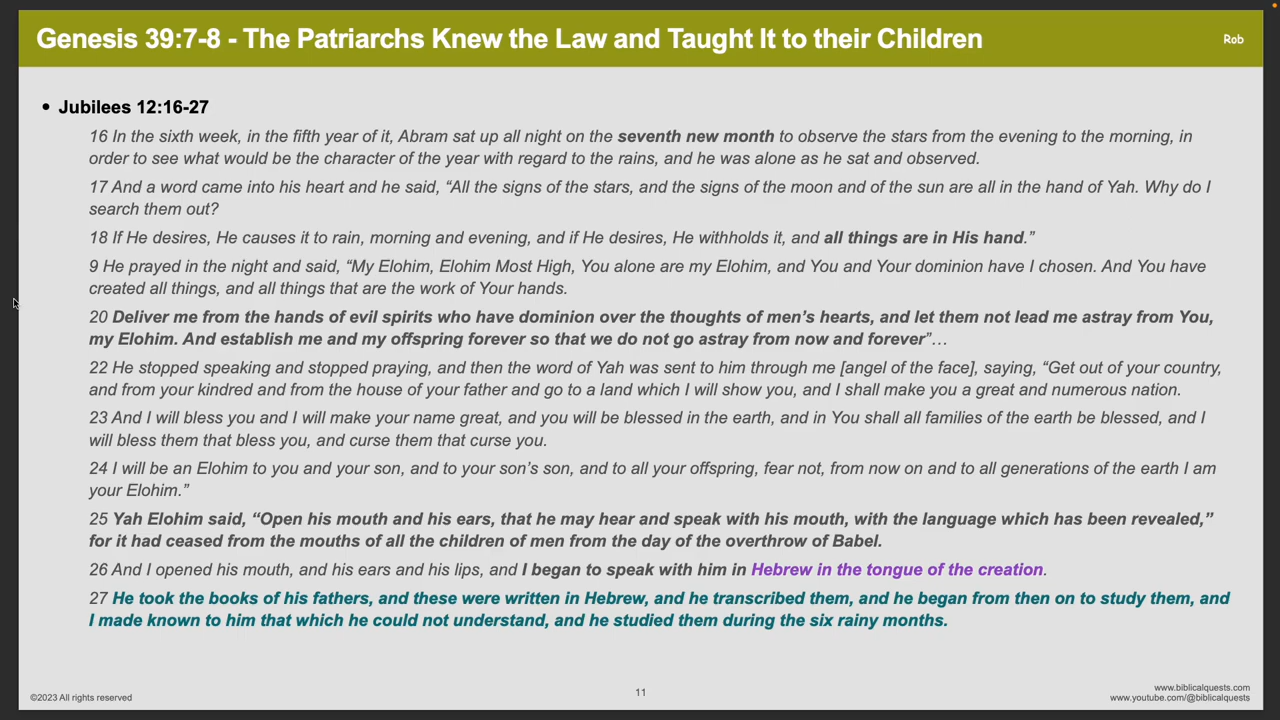 Genesis 39:7-8 - The Patriarchs Knew the Law and Taught It to their Children
Rob
• Jubilees 12:16-27
16 In the sixth week, in the fifth year of it, Abram sat up all night on the seventh new month to observe the stars from the evening to the morning, in
order to see what would be the character of the year with regard to the rains, and he was alone as he sat and observed.
17 And a word came into his heart and he said, “All the signs of the stars, and the signs of the moon and of the sun are all in the hand of Yah. Why do I
search them out?
18 If He desires, He causes it to rain, morning and evening, and if He desires, He withholds it, and all things are in His hand.”
9 He prayed in the night and said, “My Elohim, Elohim Most High, You alone are my Elohim, and You and Your dominion have I chosen. And You have
created all things, and all things that are the work of Your hands.
20 Deliver me from the hands of evil spirits who have dominion over the thoughts of men’s hearts, and let them not lead me astray from You,
my Elohim. And establish me and my offspring forever so that we do not go astray from now and forever”…
22 He stopped speaking and stopped praying, and then the word of Yah was sent to him through me [angel of the face], saying, “Get out of your country,
and from your kindred and from the house of your father and go to a land which I will show you, and I shall make you a great and numerous nation.
23 And I will bless you and I will make your name great, and you will be blessed in the earth, and in You shall all families of the earth be blessed, and I
will bless them that bless you, and curse them that curse you.
24 I will be an Elohim to you and your son, and to your son’s son, and to all your offspring, fear not, from now on and to all generations of the earth I am
your Elohim.”
25 Yah Elohim said, “Open his mouth and his ears, that he may hear and speak with his mouth, with the language which has been revealed,”
for it had ceased from the mouths of all the children of men from the day of the overthrow of Babel.
26 And I opened his mouth, and his ears and his lips, and I began to speak with him in Hebrew in the tongue of the creation.
27 He took the books of his fathers, and these were written in Hebrew, and he transcribed them, and he began from then on to study them, and
I made known to him that which he could not understand, and he studied them during the six rainy months.
©2023 All rights reserved
11
www.biblicalquests.com
www.youtube.com/@biblicalquests